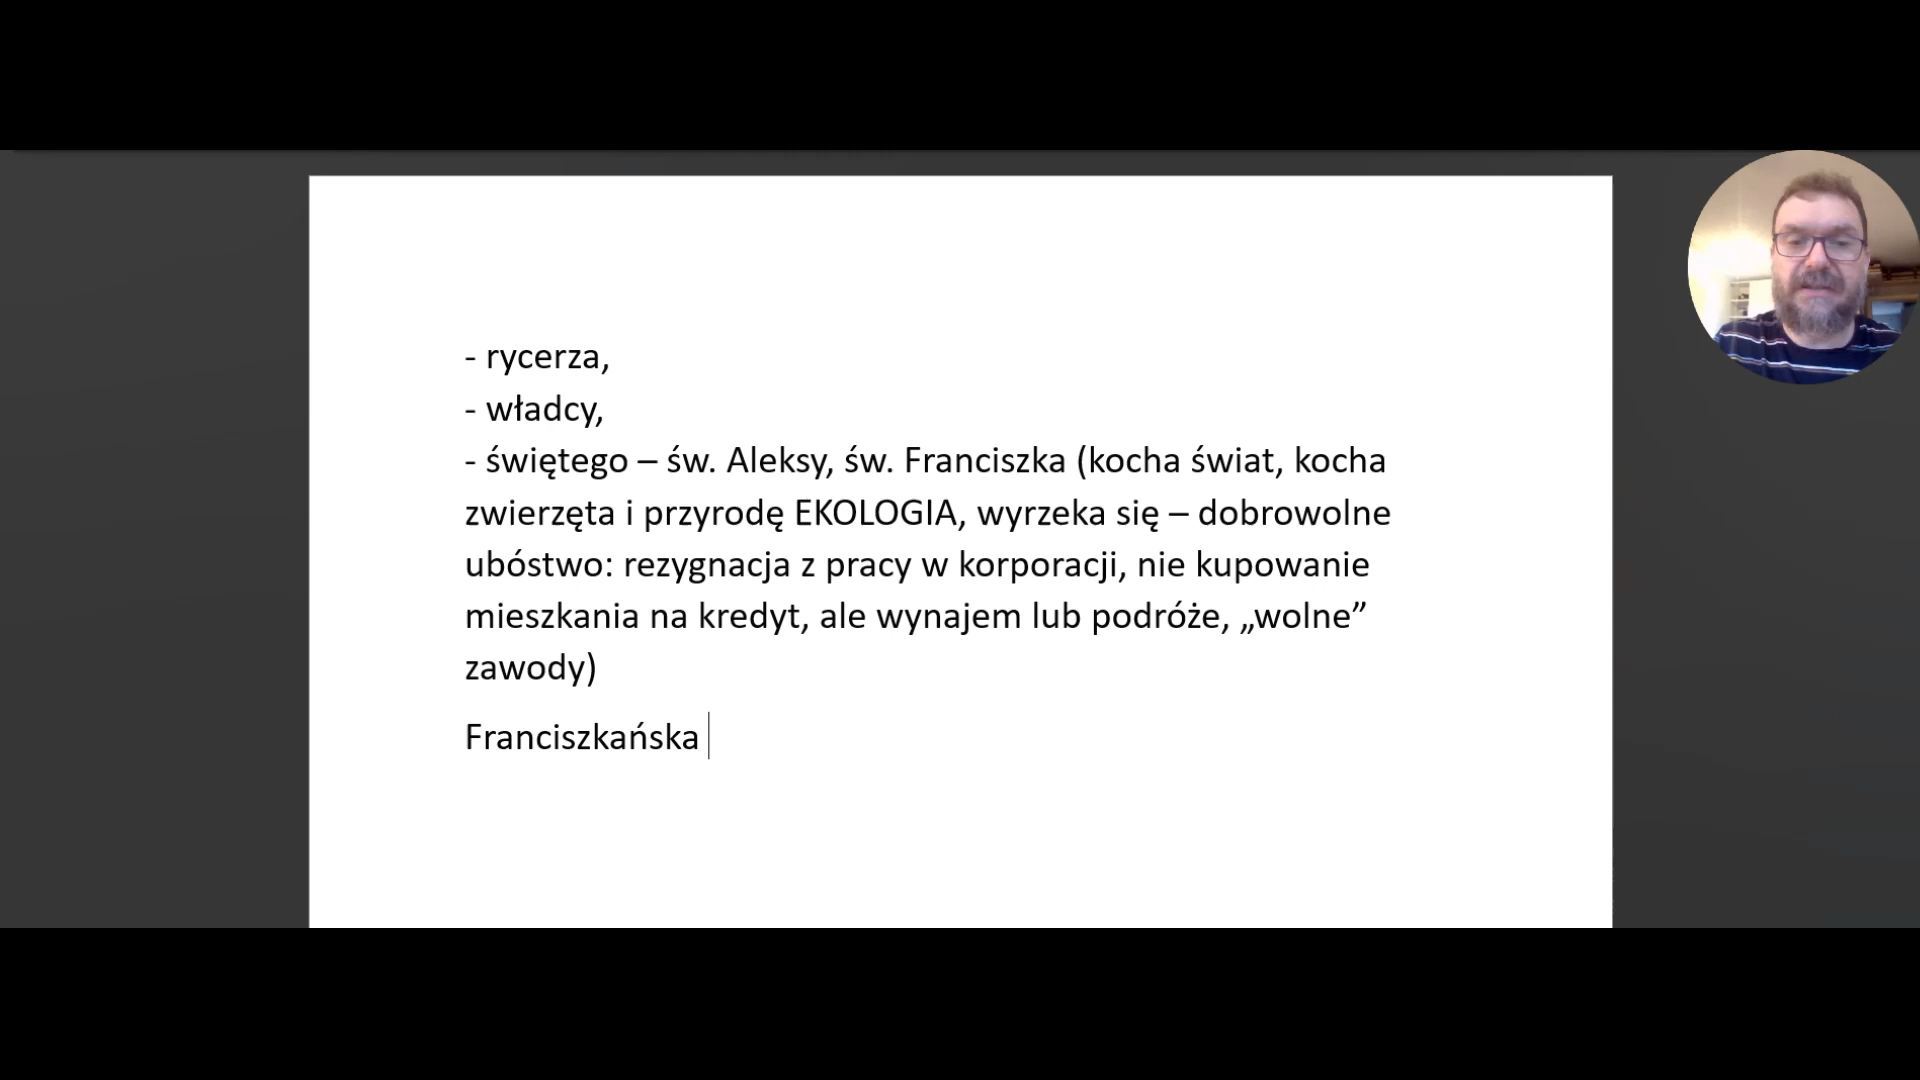 - rycerza,
- władcy,
- świętego – św. Aleksy, św. Franciszka (kocha świat, kocha
zwierzęta i przyrodę EKOLOGIA, wyrzeka się – dobrowolne
ubóstwo: rezygnacja z pracy w korporacji, nie kupowanie
mieszkania na kredyt, ale wynajem lub podróże, „wolne”
zawody)
Franciszkańska